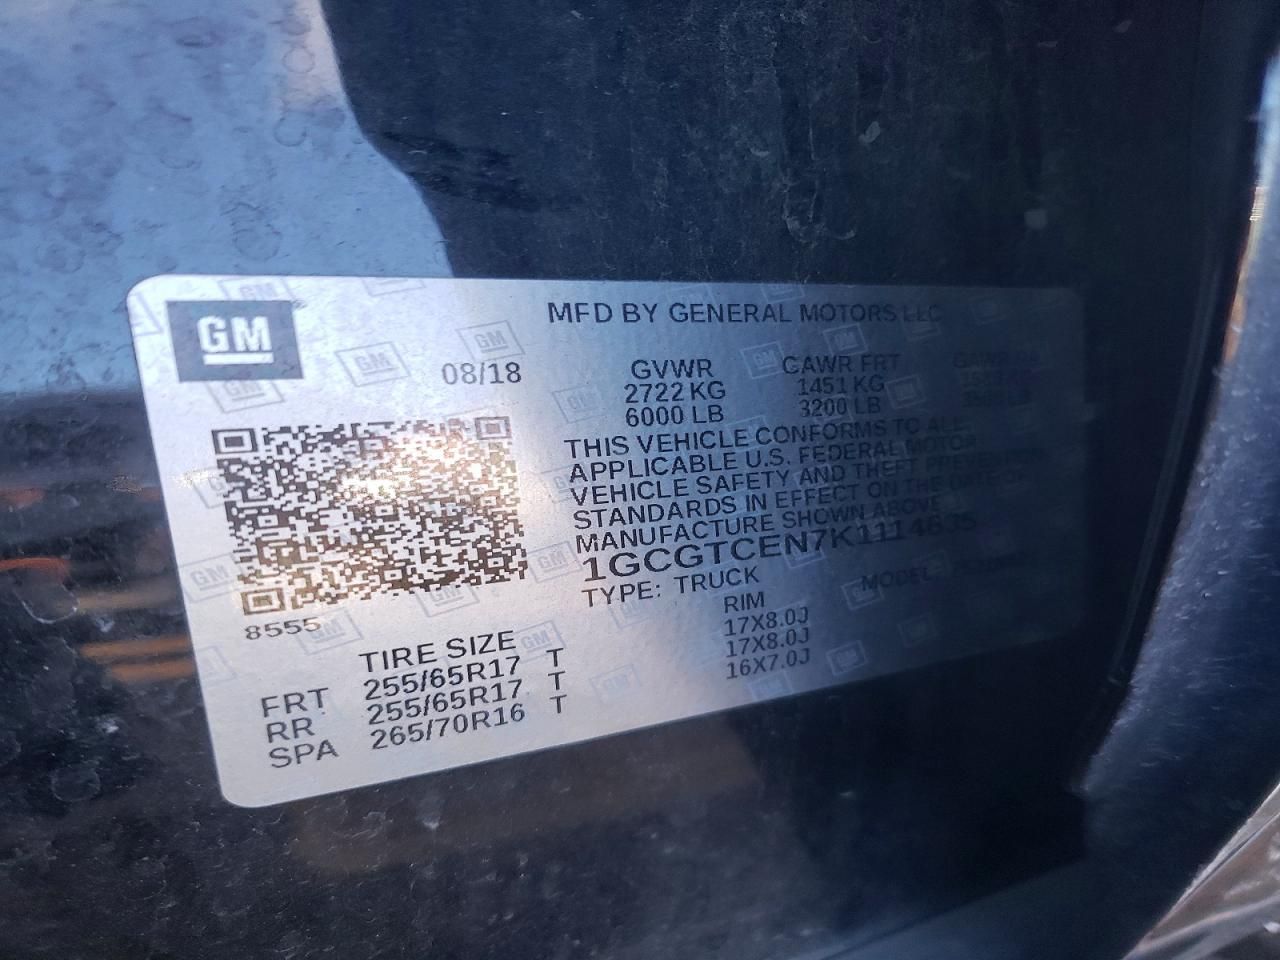 GM
MFD BY GENERAL MOTORS LLC
08/18
GVWR CAWR FRT
2722 KG 1451 KG
6000 LB 3200 LB
THIS VEHICLE CONFORMS TO ALL
APPLICABLE U.S. FEDERAL MOTOR
VEHICLE SAFETY AND THEFT PREVENTION
STANDARDS IN EFFECT ON THE DATE OF
MANUFACTURE SHOWN ABOVE
TYPE: TRUCK MODEL:
8555
TIRE SIZE RIM
FRT 255/65R17 T 17X8.0J
RR 255/65R17 T 17X8.0J
SPA 265/70R16 T 16X7.0J